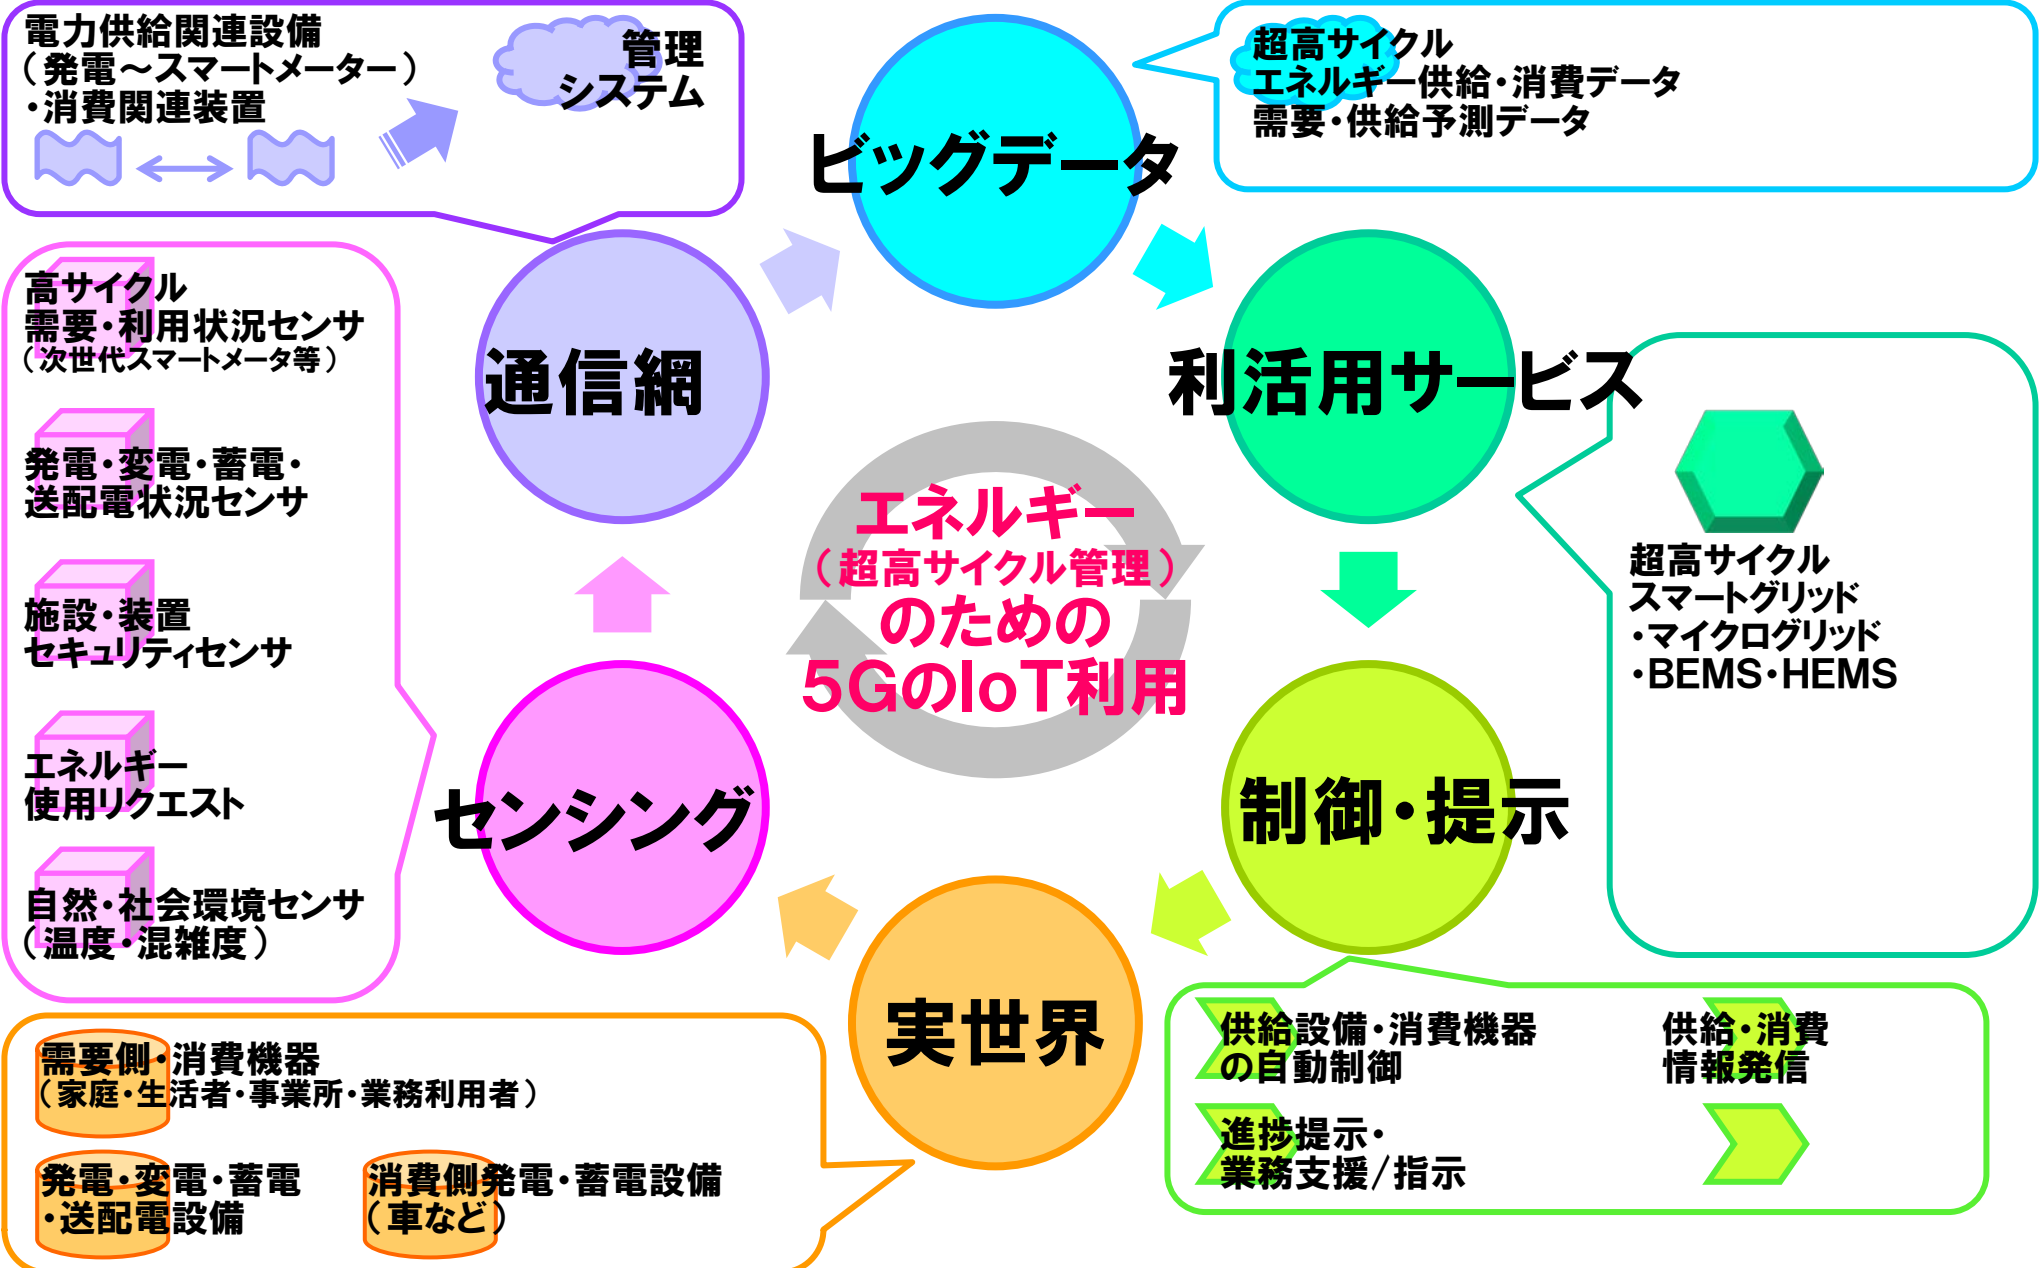 電力供給関連設備
（発電～スマートメーター）
・消費関連装置
管理
システム
ビッグデータ
超高サイクル
エネルギー供給・消費データ
需要・供給予測データ
高サイクル
需要・利用状況センサ
（次世代スマートメータ等）
発電・変電・蓄電・
送配電状況センサ
施設・装置
セキュリティセンサ
エネルギー
使用リクエスト
自然・社会環境センサ
（温度・混雑度）
通信網
利活用サービス
エネルギー
（超高サイクル管理）
のための
5GのIoT利用
超高サイクル
スマートグリッド
・マイクログリッド
・BEMS・HEMS
センシング
制御・提示
実世界
需要側・消費機器
（家庭・生活者・事業所・業務利用者）
発電・変電・蓄電
・送配電設備
消費側発電・蓄電設備
（車など）
供給設備・消費機器
の自動制御
供給・消費
情報発信
進捗提示・
業務支援/指示